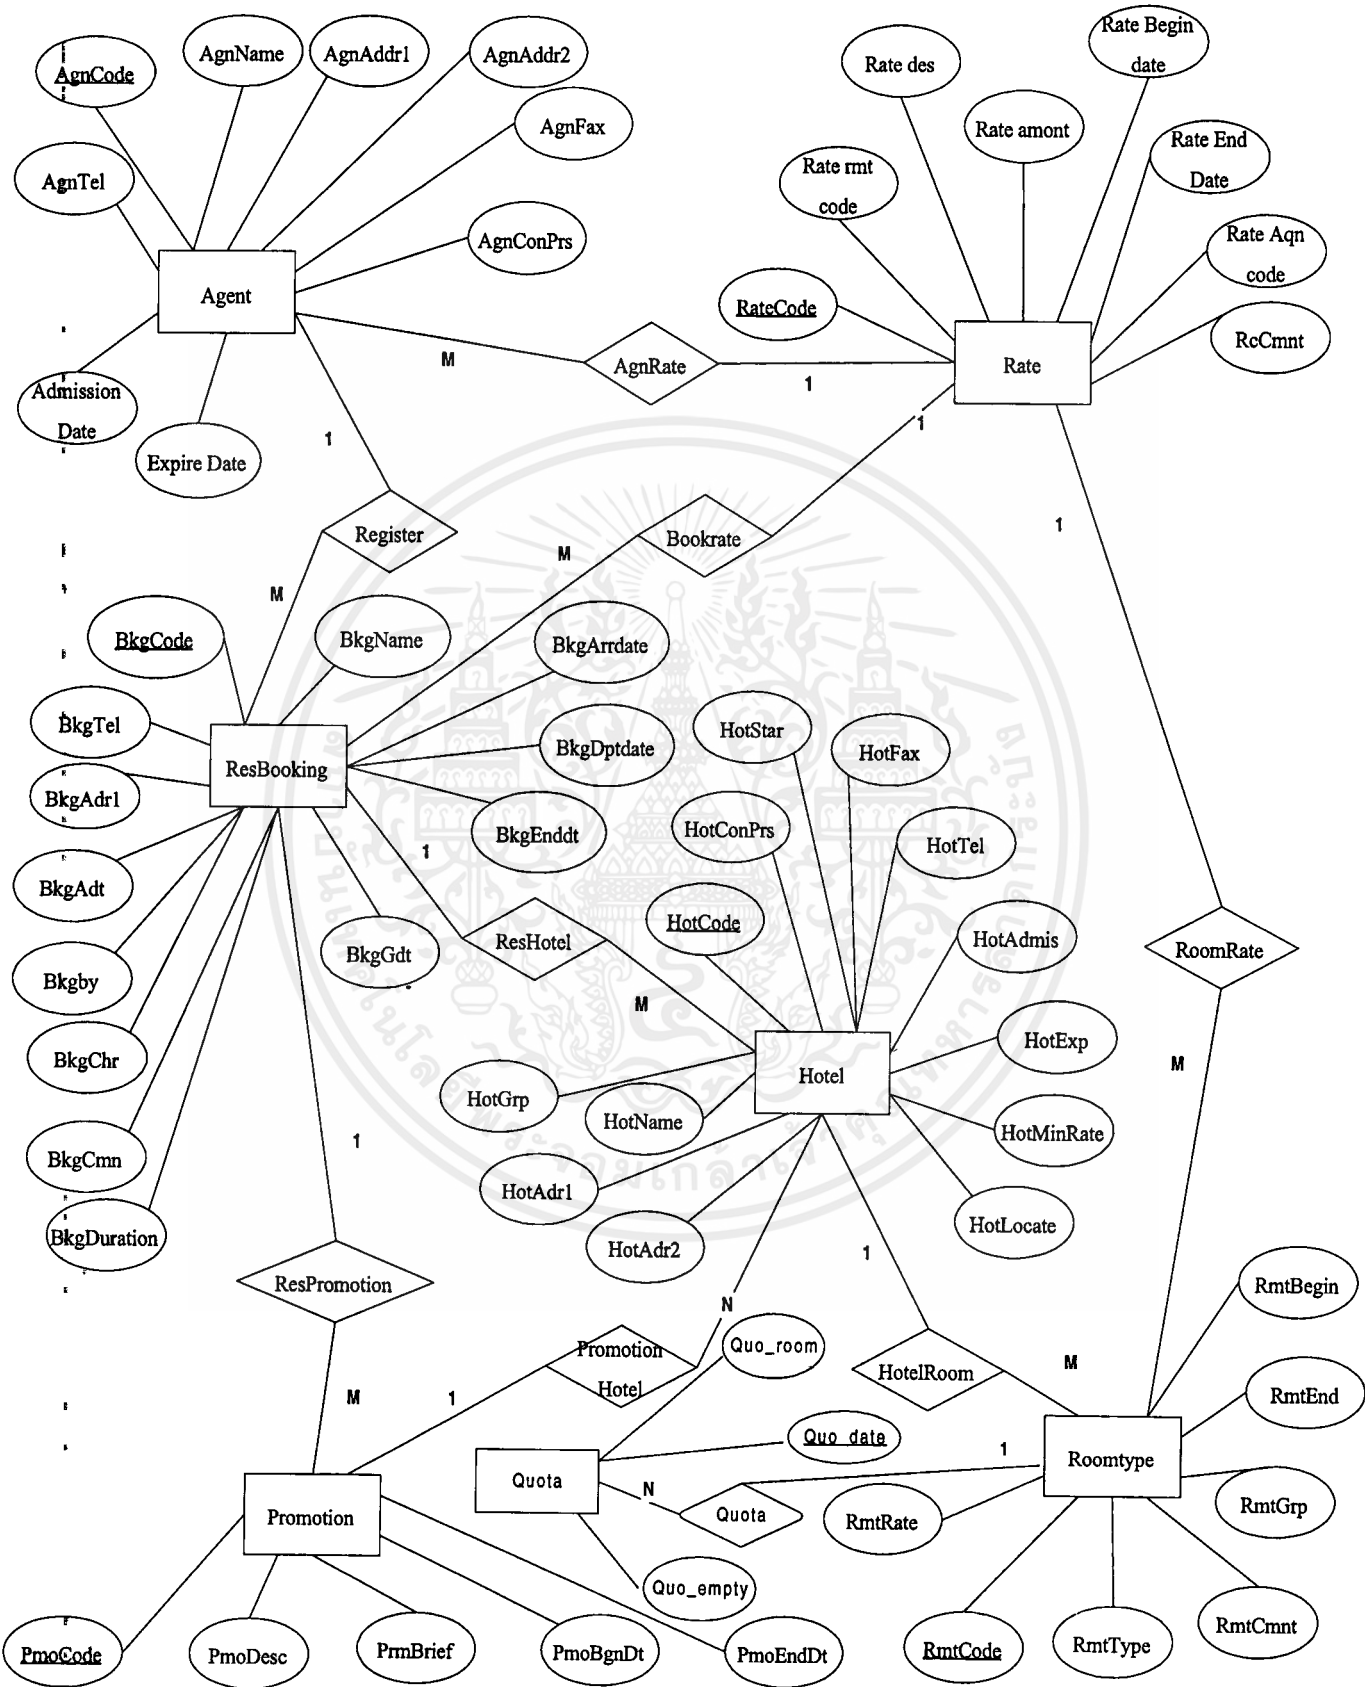 AgnCode
AgnName
AgnAddr1
AgnAddr2
AgnFax
AgnTel
AgnConPrs
Agent
Admission
Date
Expire Date
Rate des
Rate Begin
date
Rate amont
Rate rmt
code
Rate End
Date
Rate Aqn
code
RateCode
RcCmnt
Rate
M
AgnRate
1
1
1
Register
M
Bookrate
M
1
BkgCode
BkgName
BkgArrdate
BkgTel
BkgDptdate
ResBooking
BkgAdr1
BkgEnddt
BkgAdt
BkgGdt
Bkgby
BkgChr
BkgCmn
BkgDuration
1
ResHotel
M
HotStar
HotFax
HotConPrs
HotTel
HotCode
HotAdmis
HotExp
Hotel
HotGrp
HotName
HotMinRate
HotAdr1
HotLocate
HotAdr2
RoomRate
M
1
ResPromotion
M
1
Promotion
Hotel
N
1
HotelRoom
M
Quo_room
Quo_date
Quota
N
Quota
1
Quo_empty
Roomtype
RmtBegin
RmtEnd
RmtGrp
RmtRate
RmtCmnt
RmtType
RmtCode
Promotion
PmoCode
PmoDesc
PrmBrief
PmoBgnDt
PmoEndDt